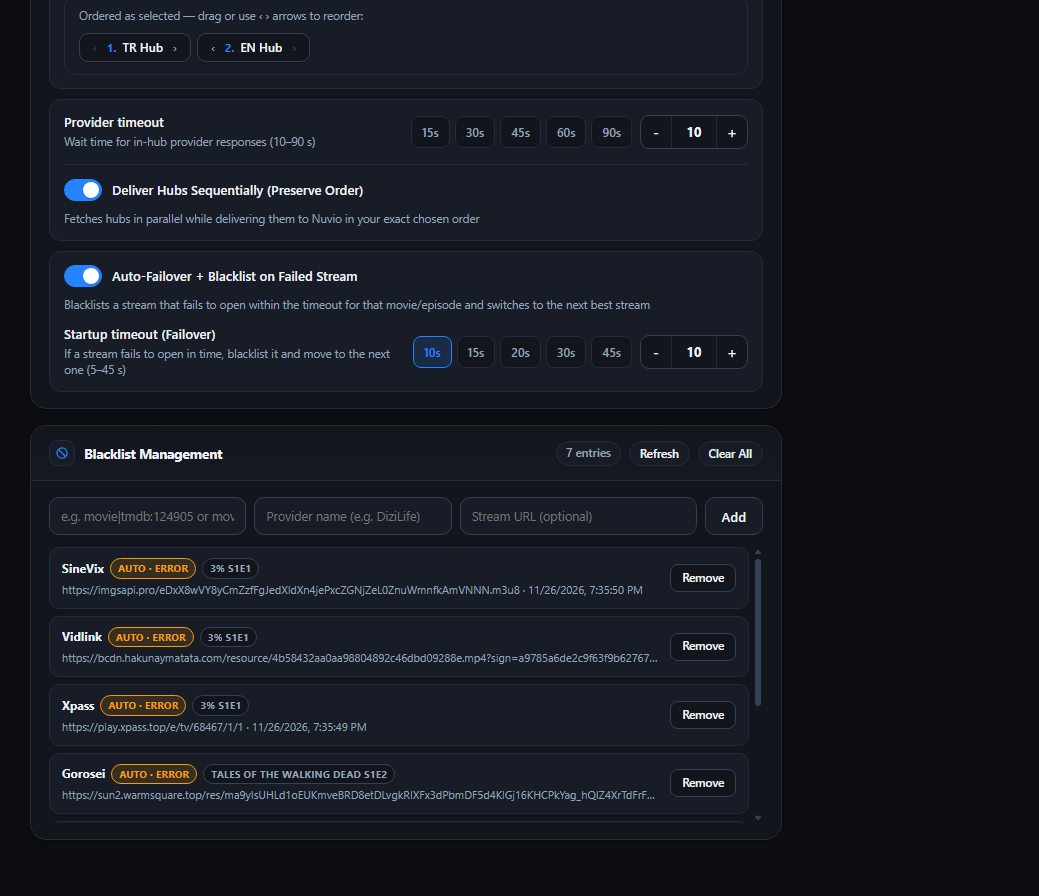 Ordered as selected — drag or use ‹ › arrows to reorder:
‹ 1. TR Hub › ‹ 2. EN Hub ›
Provider timeout
Wait time for in-hub provider responses (10–90 s)
15s 30s 45s 60s 90s - 10 +
Deliver Hubs Sequentially (Preserve Order)
Fetches hubs in parallel while delivering them to Nuvio in your exact chosen order
Auto-Failover + Blacklist on Failed Stream
Blacklists a stream that fails to open within the timeout for that movie/episode and switches to the next best stream
Startup timeout (Failover)
If a stream fails to open in time, blacklist it and move to the next
one (5–45 s)
10s 15s 20s 30s 45s - 10 +
Blacklist Management 7 entries Refresh Clear All
e.g. movie|tmdb:124905 or mov Provider name (e.g. DiziLife) Stream URL (optional) Add
SineVix AUTO · ERROR 3% S1E1
https://imgsapi.pro/eDxX8wVY8yCmZzfFgJedXldXn4jePxcZGNjZeL0ZnuWmnfkAmVNNN.m3u8 · 11/26/2026, 7:35:50 PM
Remove
Vidlink AUTO · ERROR 3% S1E1
https://bcdn.hakunaymatata.com/resource/4b58432aa0aa98804892c46dbd09288e.mp4?sign=a9785a6de2c9f63f9b62767...
Remove
Xpass AUTO · ERROR 3% S1E1
https://play.xpass.top/e/tv/68467/1/1 · 11/26/2026, 7:35:49 PM
Remove
Gorosei AUTO · ERROR TALES OF THE WALKING DEAD S1E2
https://sun2.warmsquare.top/res/ma9ylsUHLd1oEUKmveBRD8etDLvgkRlXFx3dPbmDF5d4KlGj16KHCPkYag_hQlZ4XrTdFrF...
Remove